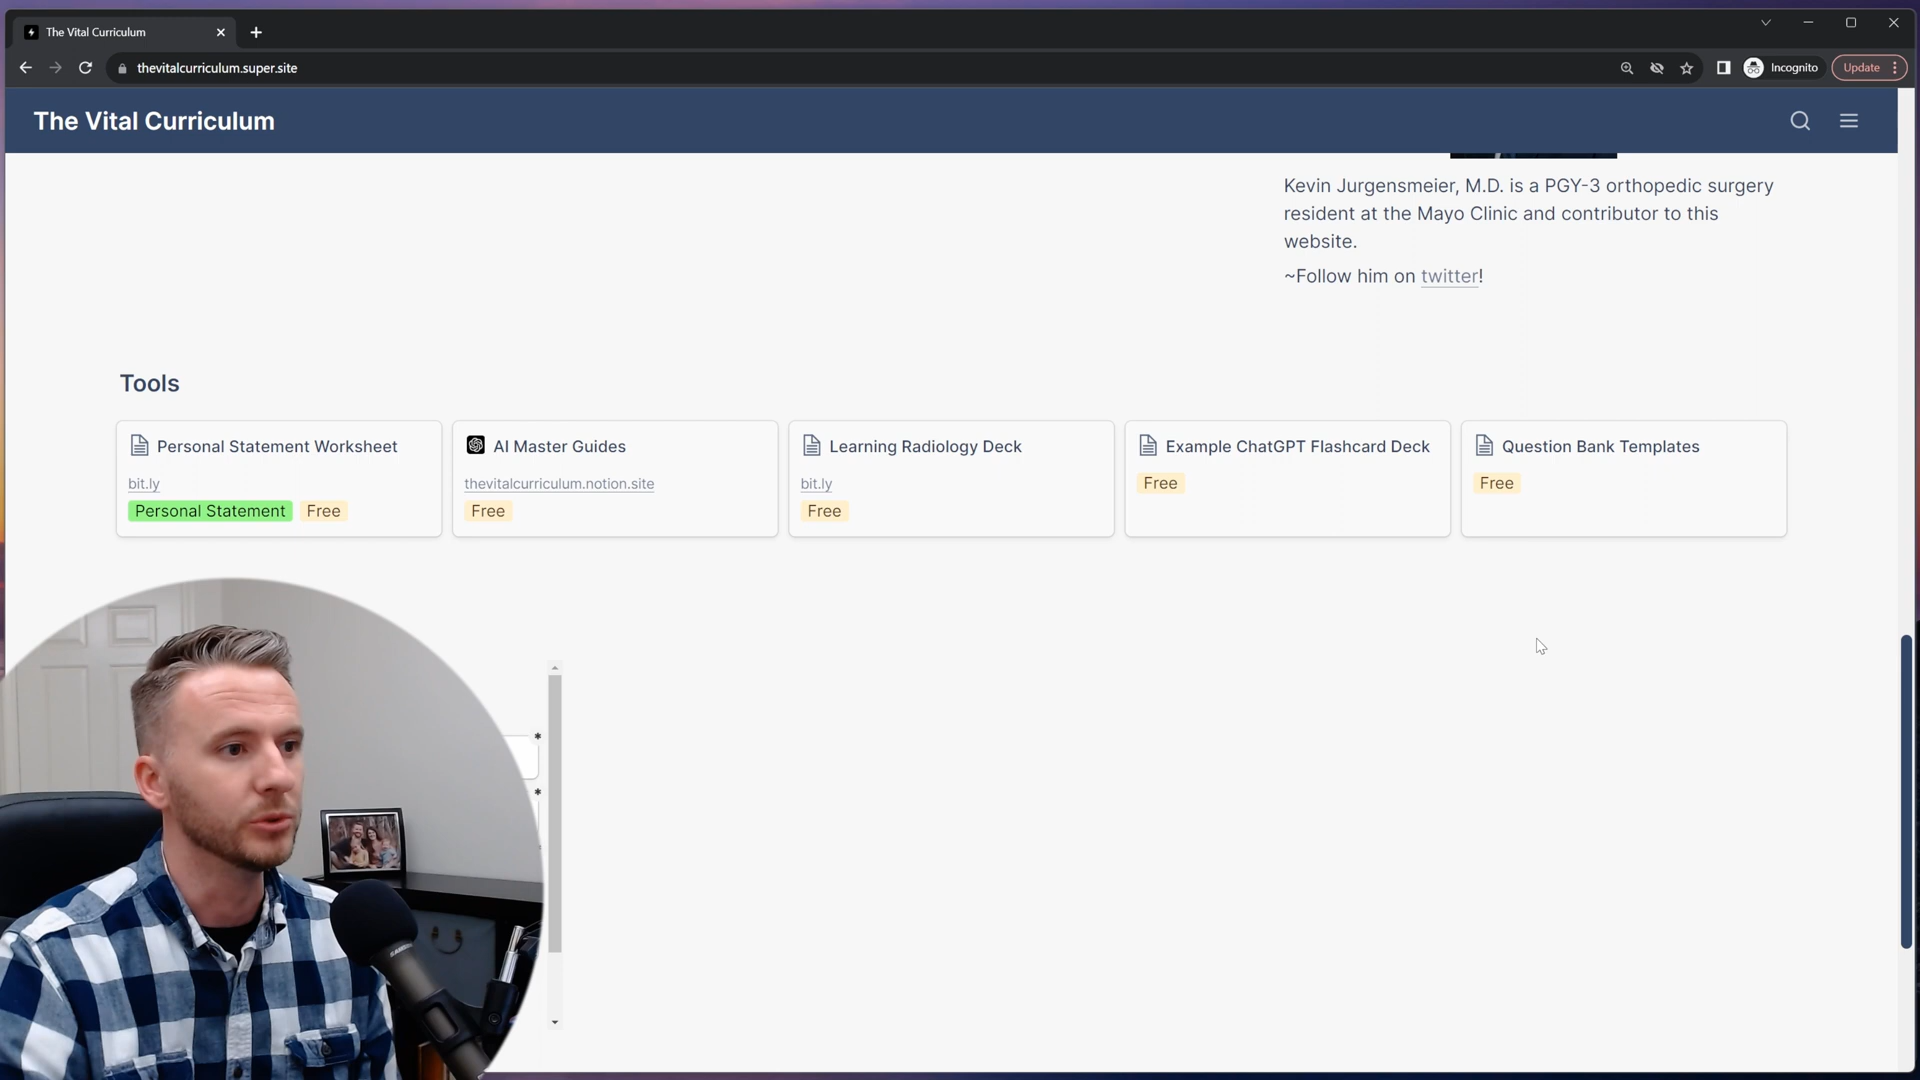 The Vital Curriculum
thevitalcurriculum.super.site
Incognito
Update
The Vital Curriculum
Kevin Jurgensmeier, M.D. is a PGY-3 orthopedic surgery
resident at the Mayo Clinic and contributor to this
website.
~Follow him on twitter!
Tools
Personal Statement Worksheet
bit.ly
Personal Statement Free
AI Master Guides
thevitalcurriculum.notion.site
Free
Learning Radiology Deck
bit.ly
Free
Example ChatGPT Flashcard Deck
Free
Question Bank Templates
Free
*
*
SAMSON